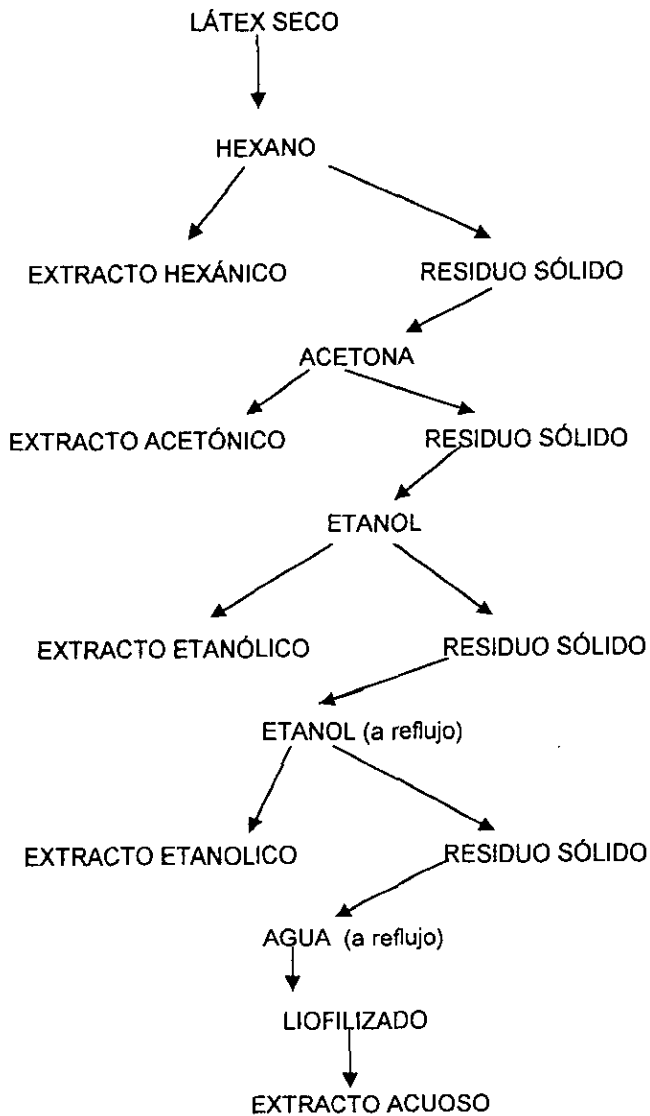 LÁTEX SECO
HEXANO
EXTRACTO HEXÁNICO RESIDUO SÓLIDO
ACETONA
EXTRACTO ACETÓNICO RESIDUO SÓLIDO
ETANOL
EXTRACTO ETANÓLICO RESIDUO SÓLIDO
ETANOL (a reflujo)
EXTRACTO ETANOLICO RESIDUO SÓLIDO
AGUA (a reflujo)
LIOFILIZADO
EXTRACTO ACUOSO